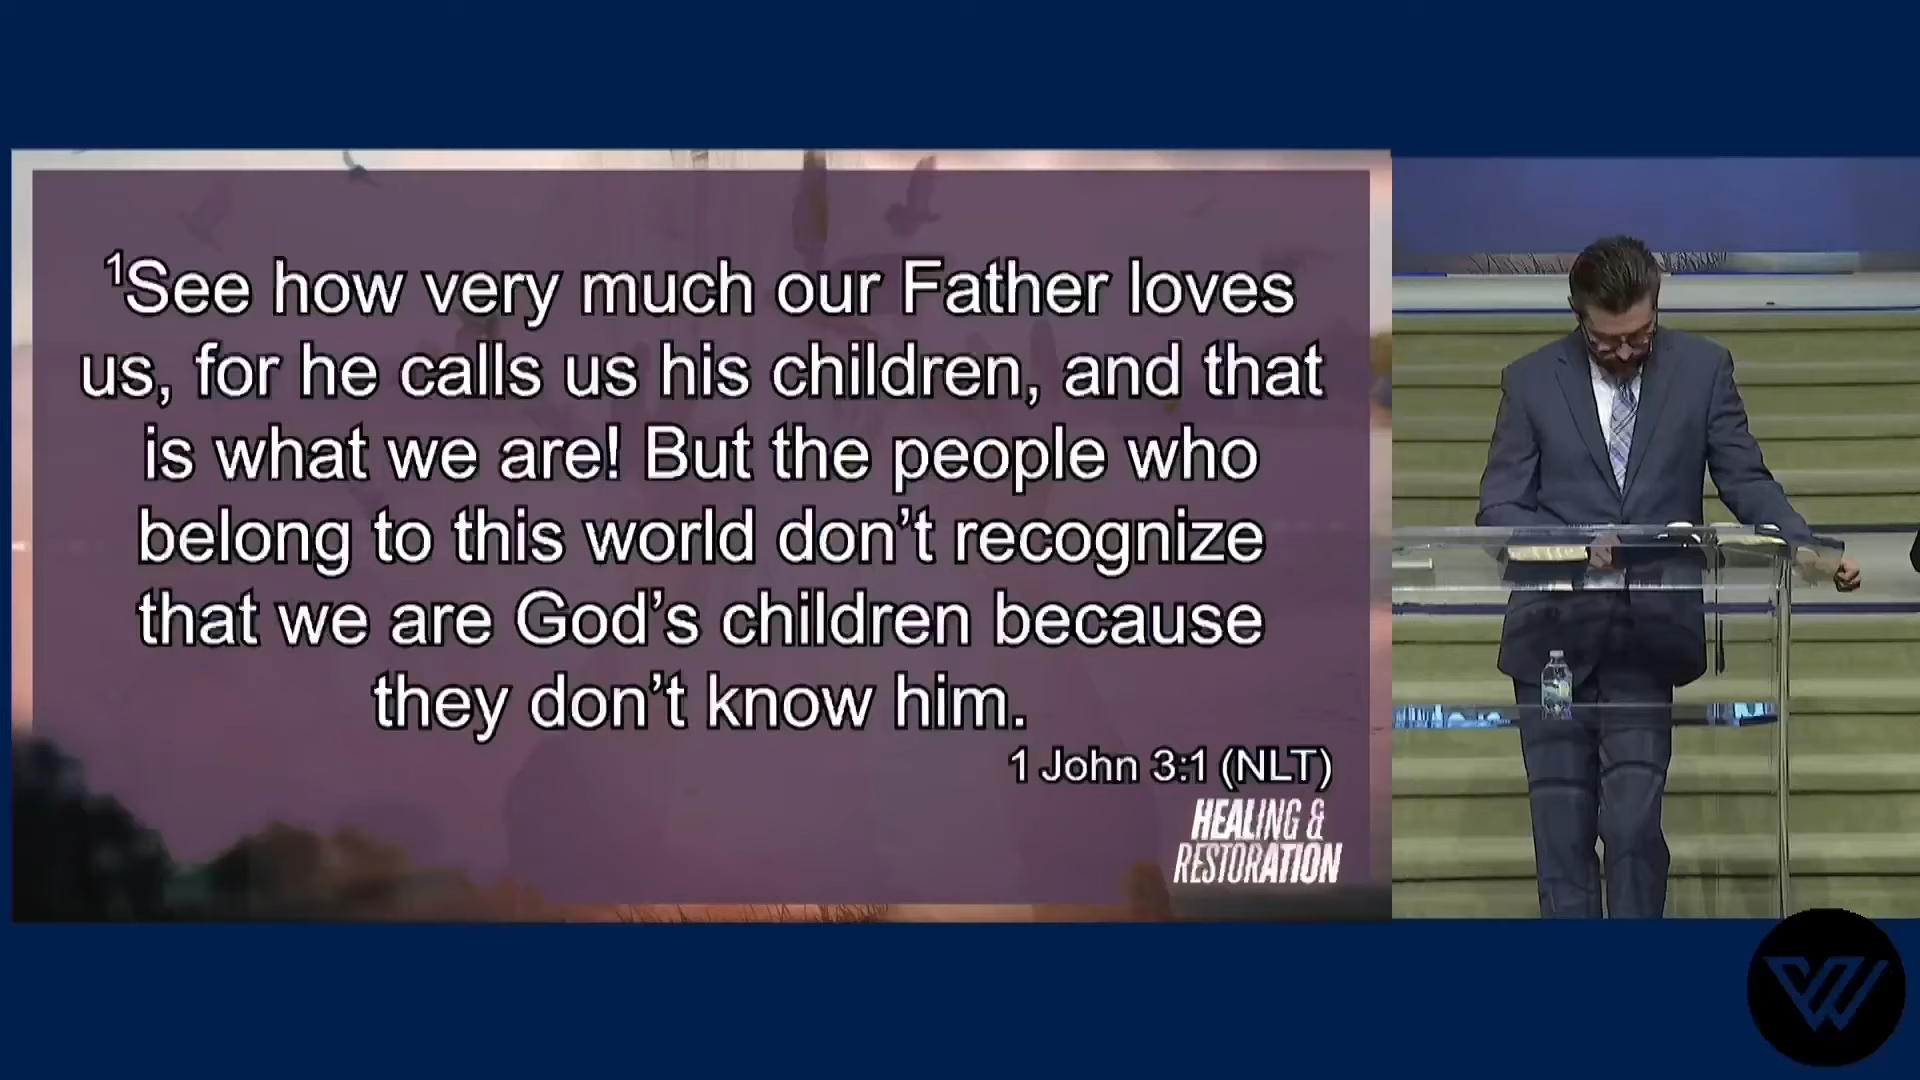 ¹See how very much our Father loves
us, for he calls us his children, and that
is what we are! But the people who
belong to this world don’t recognize
that we are God’s children because
they don’t know him.
1 John 3:1 (NLT)
HEALING &
RESTORATION